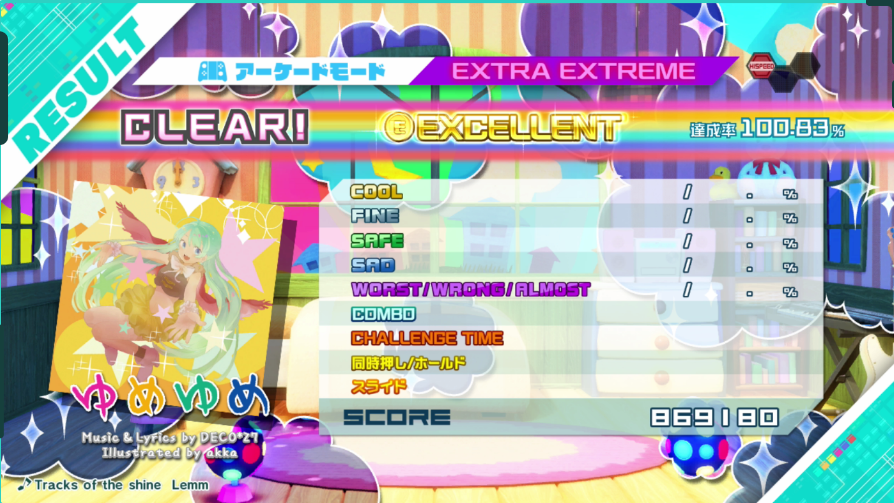 RESULT
アーケードモード
EXTRA EXTREME
HISPEED
CLEAR!
E EXCELLENT
達成率 100.83%
COOL / . %
FINE / . %
SAFE / . %
SAD / . %
WORST/WRONG/ALMOST / . %
COMBO
CHALLENGE TIME
同時押し/ホールド
スライド
SCORE 869180
ゆめゆめ
Music & Lyrics by DECO*27
Illustrated by akka
♪Tracks of the shine Lemm